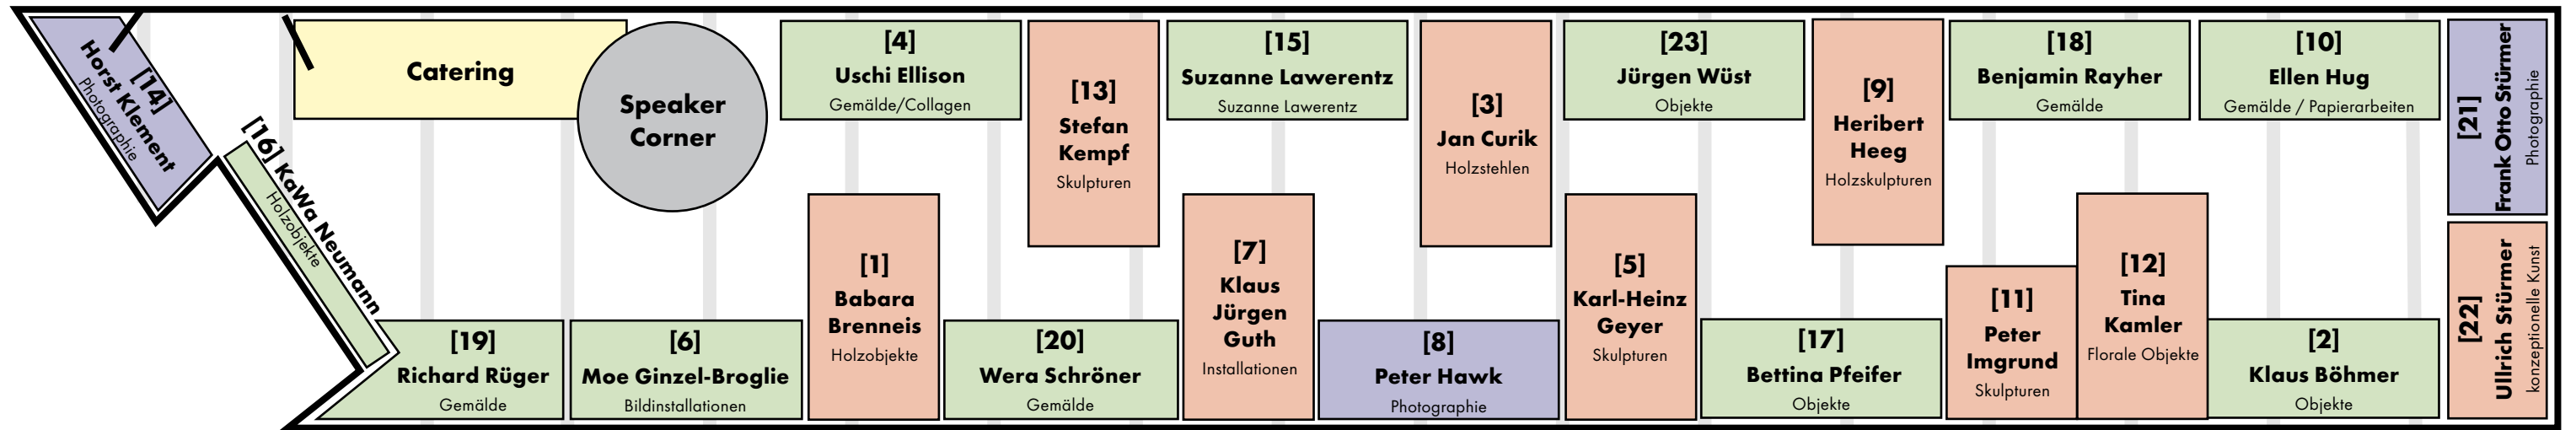 [14]
Horst Klement
Photographie
[16] KaWa Neumann
Holzobjekte
Catering
Speaker
Corner
[4]
Uschi Ellison
Gemälde/Collagen
[13]
Stefan
Kempf
Skulpturen
[15]
Suzanne Lawerentz
Suzanne Lawerentz
[3]
Jan Curik
Holzstehlen
[23]
Jürgen Wüst
Objekte
[9]
Heribert
Heeg
Holzskulpturen
[18]
Benjamin Rayher
Gemälde
[10]
Ellen Hug
Gemälde / Papierarbeiten
[21]
Frank Otto Stürmer
Photographie
[19]
Richard Rüger
Gemälde
[6]
Moe Ginzel-Broglie
Bildinstallationen
[1]
Babara
Brenneis
Holzobjekte
[20]
Wera Schröner
Gemälde
[7]
Klaus
Jürgen
Guth
Installationen
[8]
Peter Hawk
Photographie
[5]
Karl-Heinz
Geyer
Skulpturen
[17]
Bettina Pfeifer
Objekte
[11]
Peter
Imgrund
Skulpturen
[12]
Tina
Kamler
Florale Objekte
[2]
Klaus Böhmer
Objekte
[22]
Ullrich Stürmer
konzeptionelle Kunst